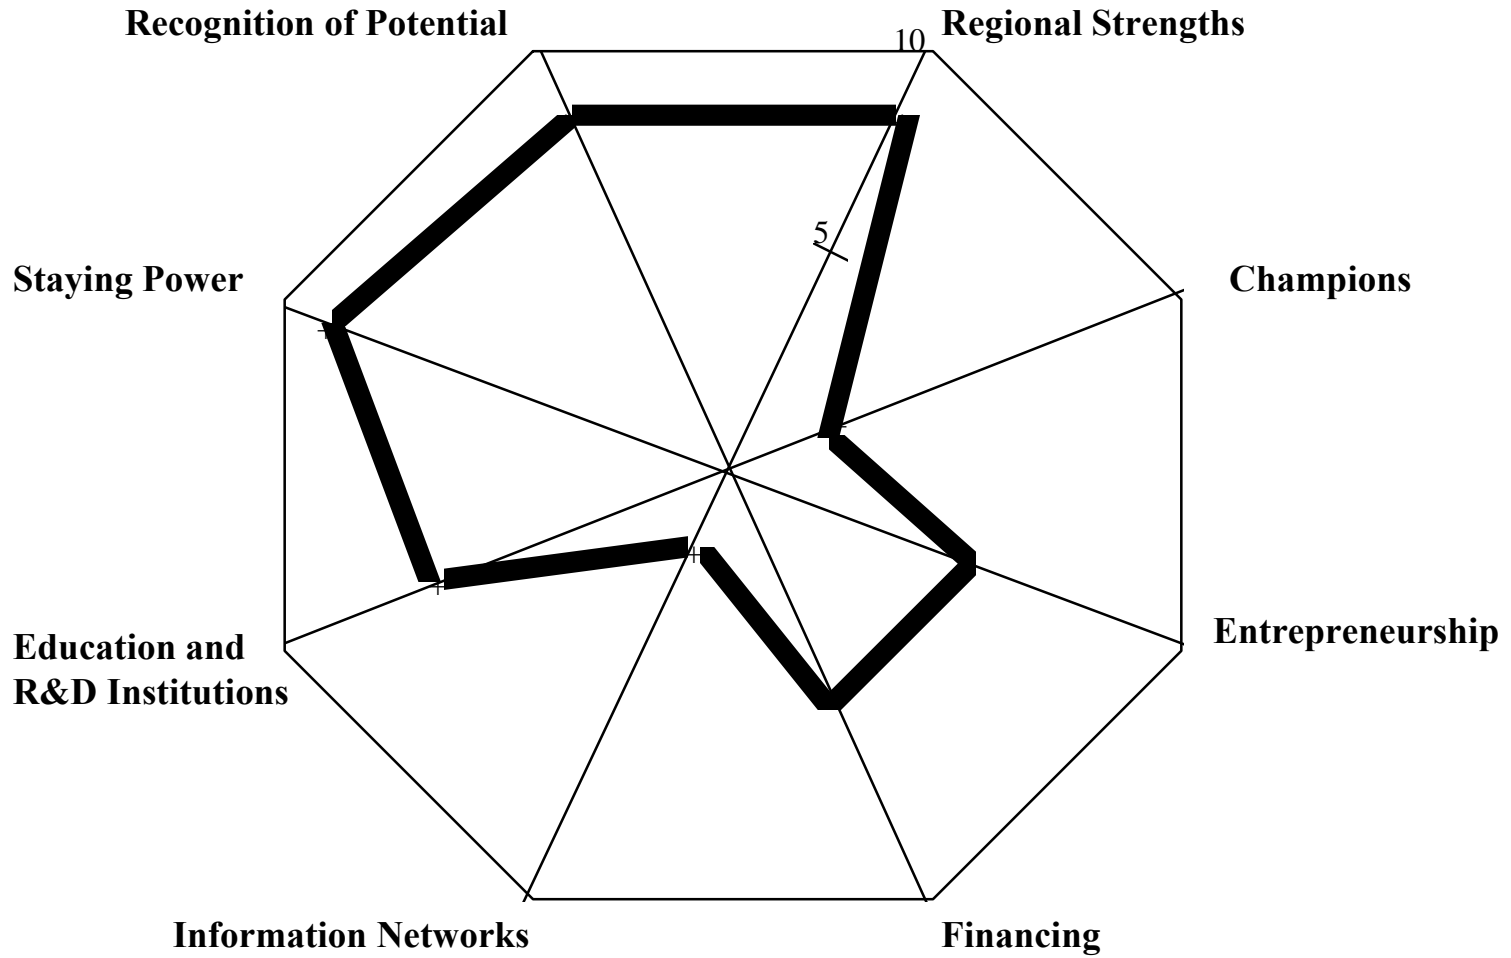 Recognition of Potential
Regional Strengths
10
5
Staying Power
Champions
Education and
R&D Institutions
Entrepreneurship
Information Networks
Financing